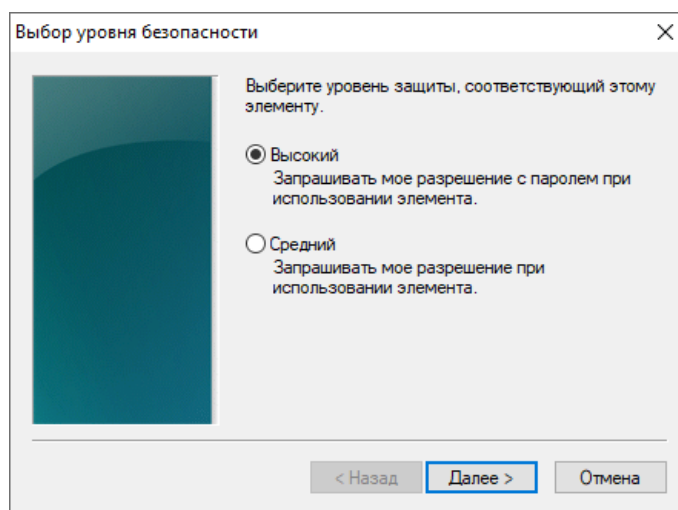 Выбор уровня безопасности
Выберите уровень защиты, соответствующий этому
элементу.
Высокий
Запрашивать мое разрешение с паролем при
использовании элемента.
Средний
Запрашивать мое разрешение при
использовании элемента.
< Назад
Далее >
Отмена